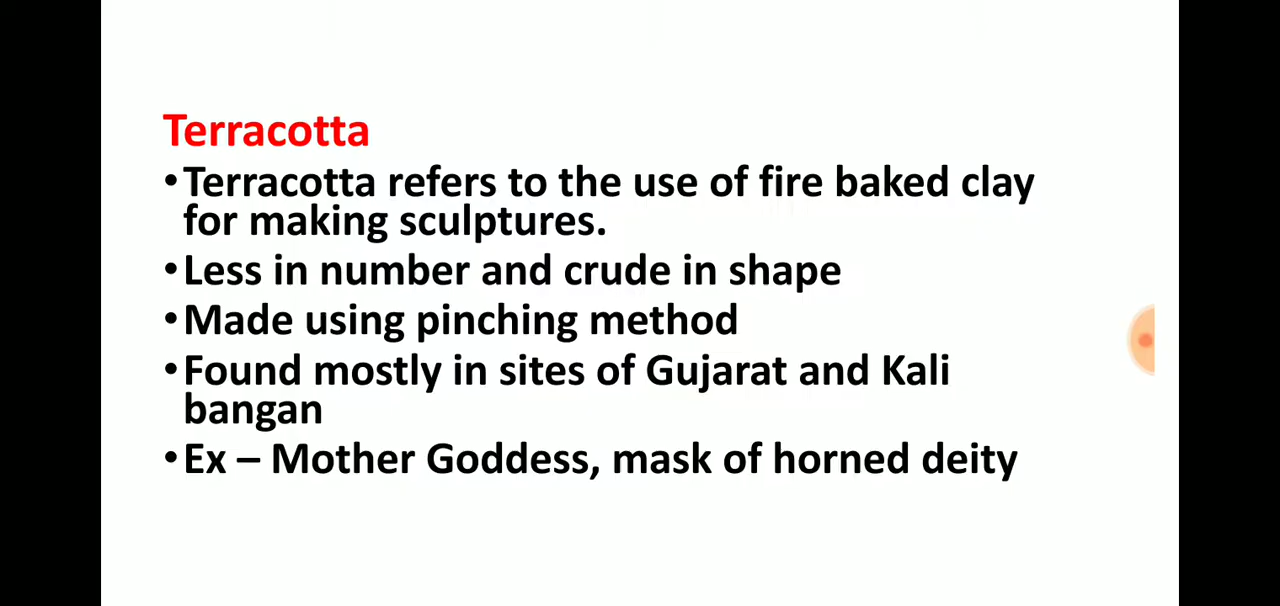 Terracotta
•Terracotta refers to the use of fire baked clay
for making sculptures.
•Less in number and crude in shape
•Made using pinching method
•Found mostly in sites of Gujarat and Kali
bangan
•Ex – Mother Goddess, mask of horned deity